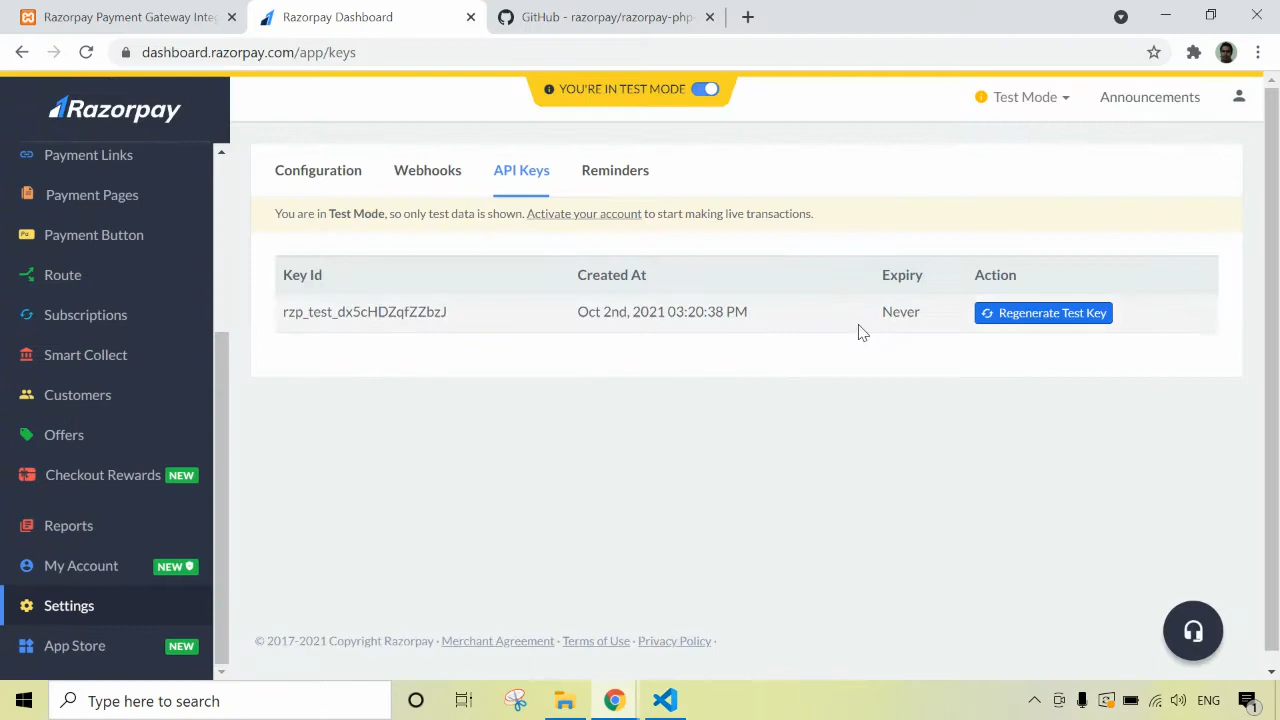 Razorpay Payment Gateway Inte
Razorpay Dashboard
GitHub - razorpay/razorpay-php
dashboard.razorpay.com/app/keys
YOU'RE IN TEST MODE
Test Mode
Announcements
Razorpay
Payment Links
Payment Pages
Payment Button
Route
Subscriptions
Smart Collect
Customers
Offers
Checkout Rewards NEW
Reports
My Account NEW
Settings
App Store NEW
Configuration
Webhooks
API Keys
Reminders
You are in Test Mode, so only test data is shown. Activate your account to start making live transactions.
Key Id
Created At
Expiry
Action
rzp_test_dx5cHDZqfZZbzJ
Oct 2nd, 2021 03:20:38 PM
Never
Regenerate Test Key
© 2017-2021 Copyright Razorpay · Merchant Agreement · Terms of Use · Privacy Policy ·
Type here to search
ENG
1